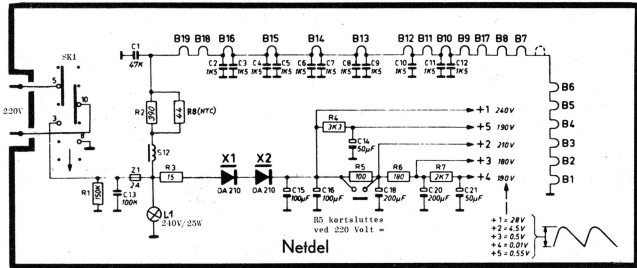 B19 B18 B16 B15 B14 B13 B12 B11 B10 B9 B17 B8 B7
SK1
C1
47K
C2
1K5
C3
1K5
C4
1K5
C5
1K5
C6
1K5
C7
1K5
C8
1K5
C9
1K5
C10
1K5
C11
1K5
C12
1K5
5
10
220V
3
8
R2
390
R8(NTC)
44
S12
B6
B5
B4
B3
B2
B1
+1 240V
R4
3K3
+5 190V
C14
50µF
+2 210V
+3 180V
+4 190V
Z1
2A
R3
15
X1
OA 210
X2
OA 210
R5
100
R6
180
R7
2K7
R1
150K
C13
100K
L1
240V/25W
C15
100µF
C16
100µF
C18
200µF
C20
200µF
C21
50µF
R5 kortsluttes
ved 220 Volt =
+1 = 28V
+2 = 4.5V
+3 = 0.5V
+4 = 0.01V
+5 = 0.55V
Netdel